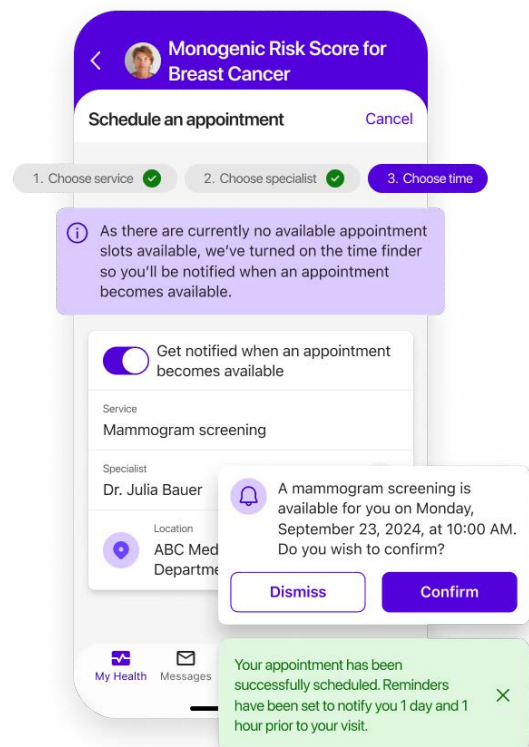 Monogenic Risk Score for
Breast Cancer
Schedule an appointment
Cancel
1. Choose service
2. Choose specialist
3. Choose time
As there are currently no available appointment
slots available, we've turned on the time finder
so you'll be notified when an appointment
becomes available.
Get notified when an appointment
becomes available
Service
Mammogram screening
Specialist
Dr. Julia Bauer
Location
ABC Med
Departme
A mammogram screening is
available for you on Monday,
September 23, 2024, at 10:00 AM.
Do you wish to confirm?
Dismiss
Confirm
My Health
Messages
Your appointment has been
successfully scheduled. Reminders
have been set to notify you 1 day and 1
hour prior to your visit.